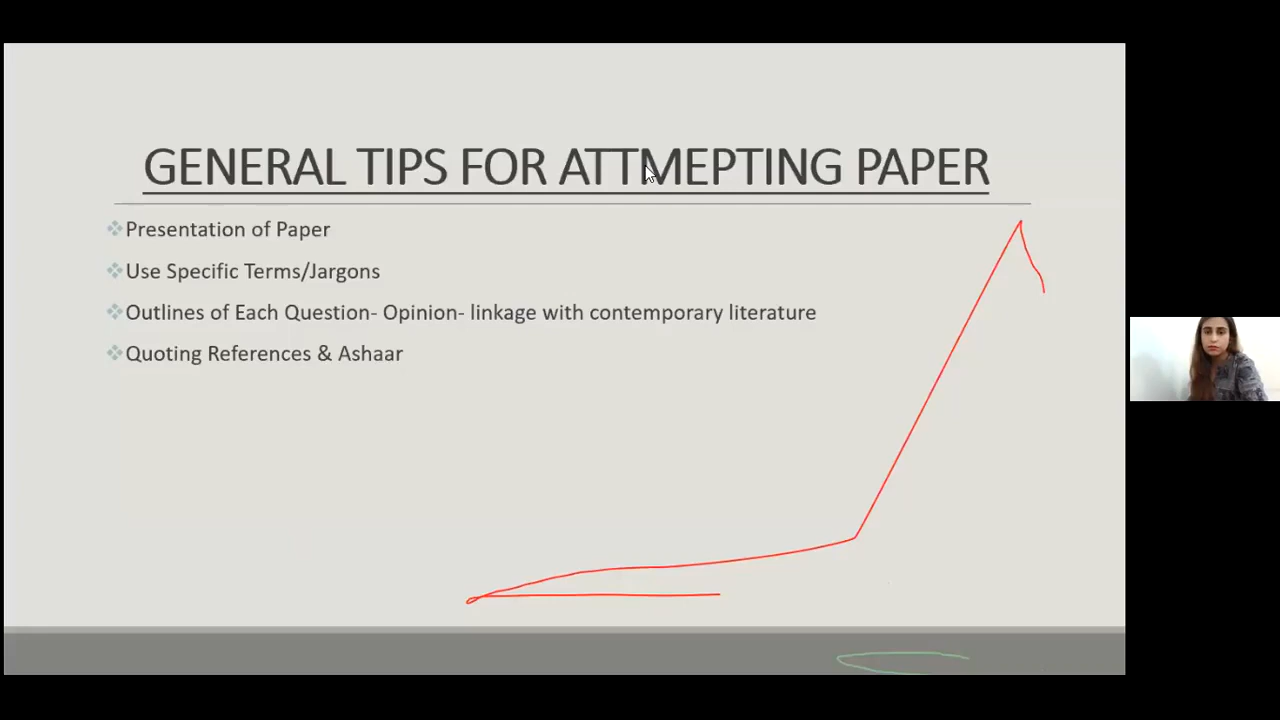 GENERAL TIPS FOR ATTMEPTING PAPER
Presentation of Paper
Use Specific Terms/Jargons
Outlines of Each Question- Opinion- linkage with contemporary literature
Quoting References & Ashaar